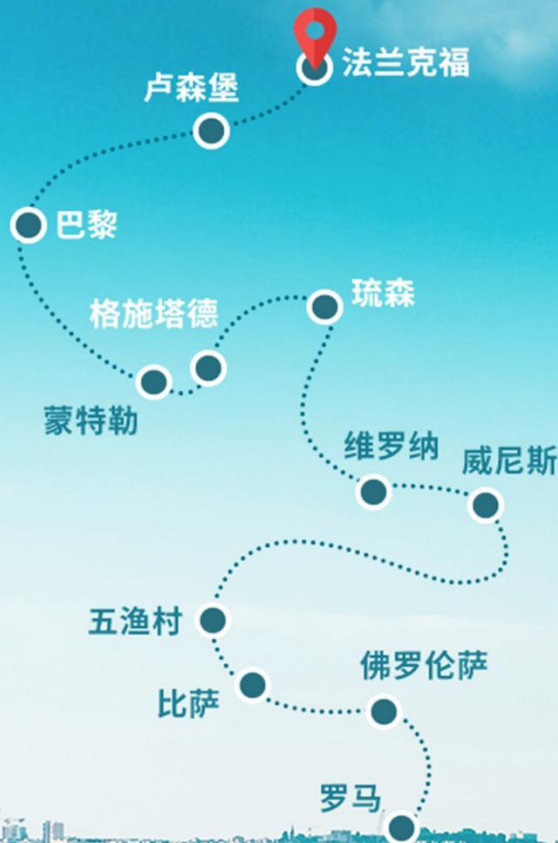 法兰克福
卢森堡
巴黎
格施塔德
琉森
蒙特勒
维罗纳
威尼斯
五渔村
佛罗伦萨
比萨
罗马